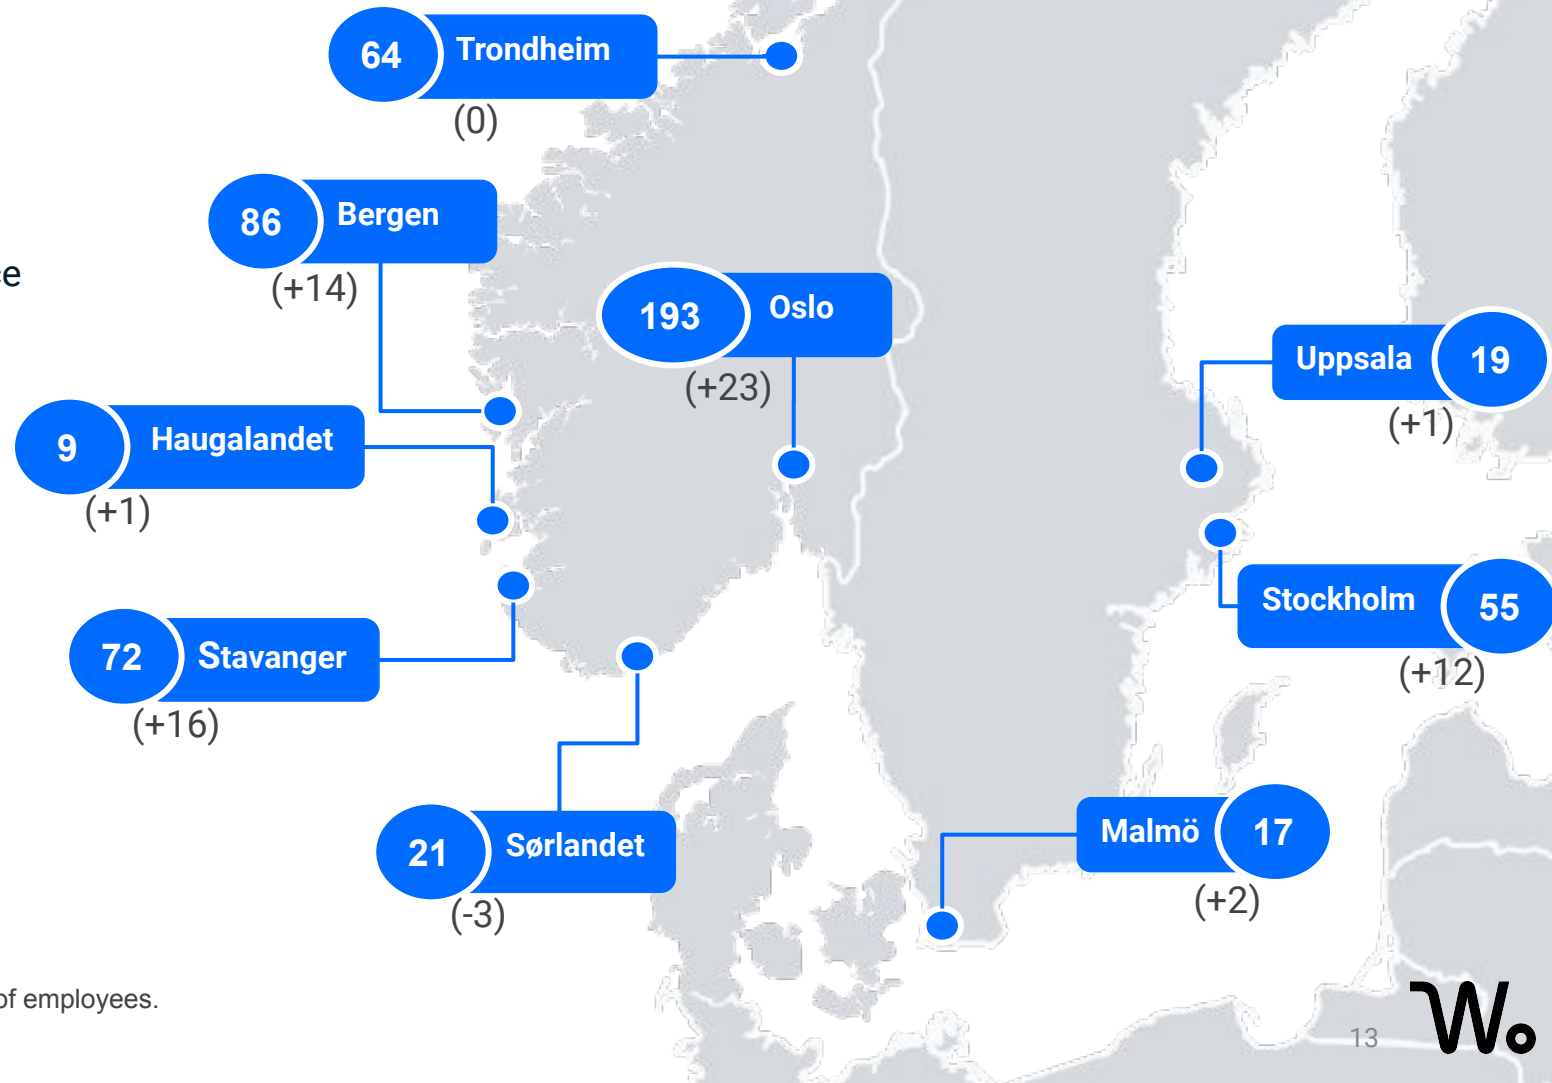 64 Trondheim
(0)
86 Bergen
(+14)
193 Oslo
(+23)
Uppsala 19
(+1)
9 Haugalandet
(+1)
Stockholm 55
(+12)
72 Stavanger
(+16)
21 Sørlandet
(-3)
Malmö 17
(+2)
of employees.
13
Wo